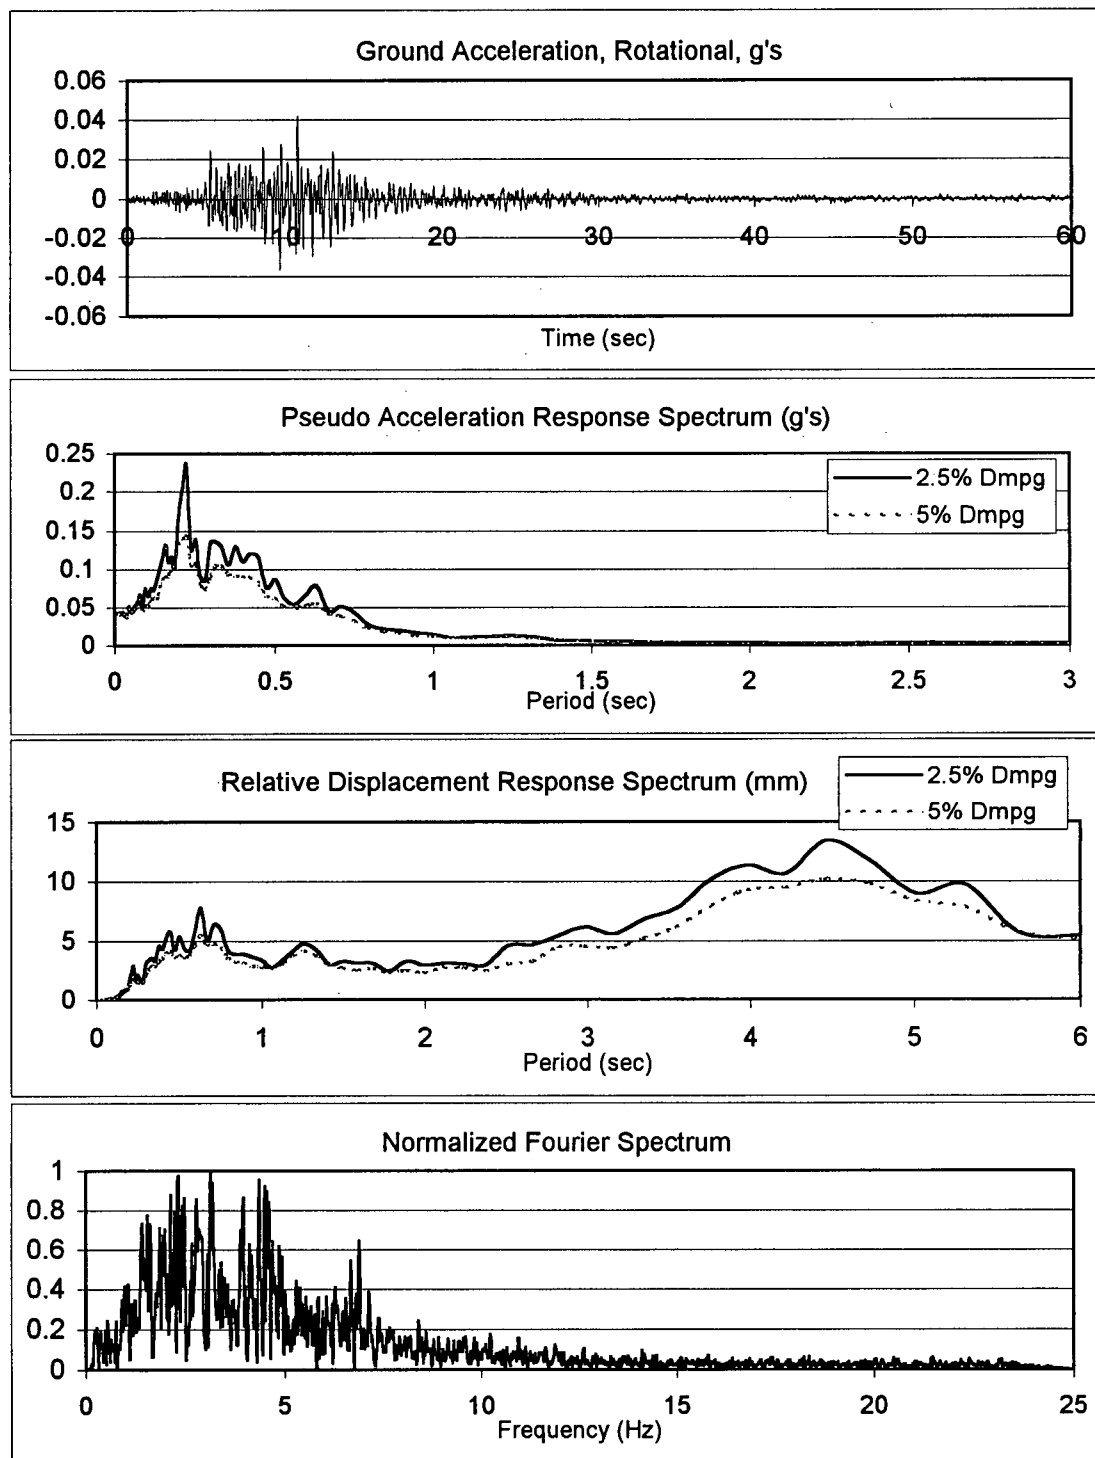 Ground Acceleration, Rotational, g's
0.06
0.04
0.02
0
-0.02
-0.04
-0.06
0 10 20 30 40 50 60
Time (sec)
Pseudo Acceleration Response Spectrum (g's)
0.25
0.2
0.15
0.1
0.05
0
2.5% Dmpg
5% Dmpg
0 0.5 1 1.5 2 2.5 3
Period (sec)
Relative Displacement Response Spectrum (mm)
2.5% Dmpg
5% Dmpg
15
10
5
0
0 1 2 3 4 5 6
Period (sec)
Normalized Fourier Spectrum
1
0.8
0.6
0.4
0.2
0
0 5 10 15 20 25
Frequency (Hz)